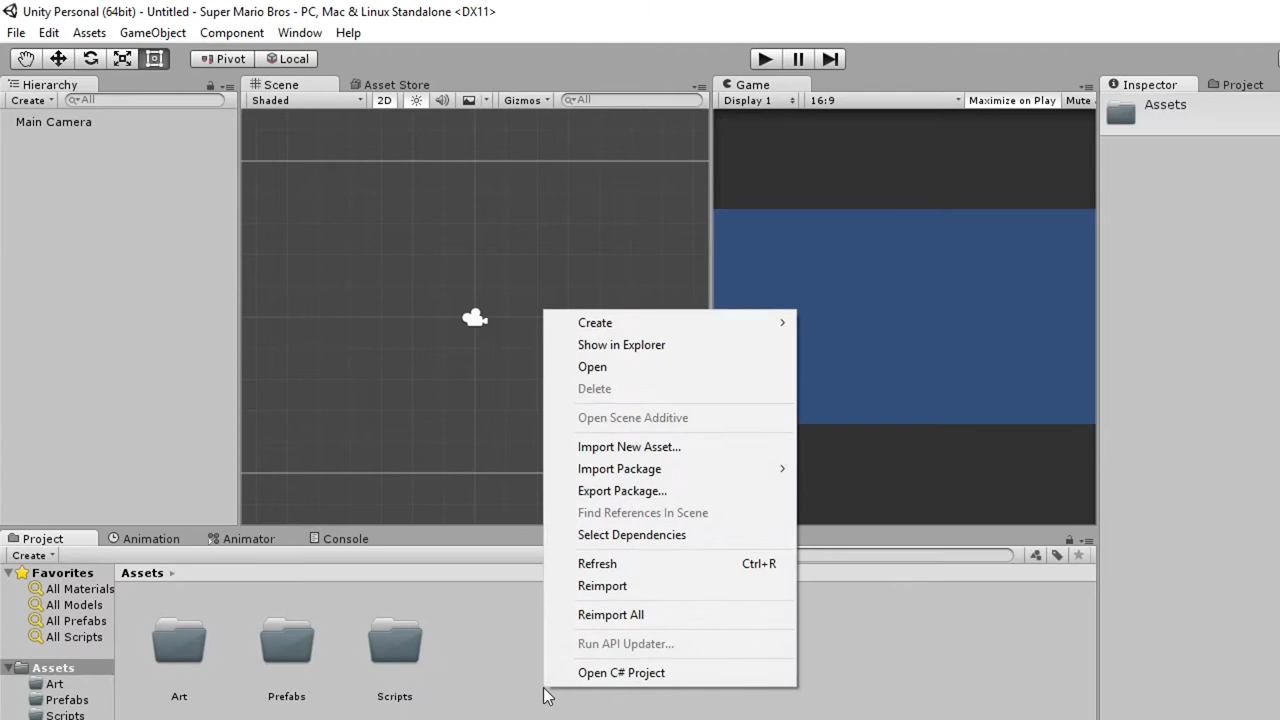 Unity Personal (64bit) - Untitled - Super Mario Bros - PC, Mac & Linux Standalone <DX11>
File Edit Assets GameObject Component Window Help
Pivot Local
Hierarchy
Create All
Main Camera
Scene Asset Store
Shaded 2D Gizmos All
Game
Display 1 16:9 Maximize on Play Mute
Inspector Project
Assets
Create
Show in Explorer
Open
Delete
Open Scene Additive
Import New Asset...
Import Package
Export Package...
Find References In Scene
Select Dependencies
Refresh Ctrl+R
Reimport
Reimport All
Run API Updater...
Open C# Project
Project Animation Animator Console
Create
Favorites
All Materials
All Models
All Prefabs
All Scripts
Assets
Art
Prefabs
Scripts
Assets
Art Prefabs Scripts